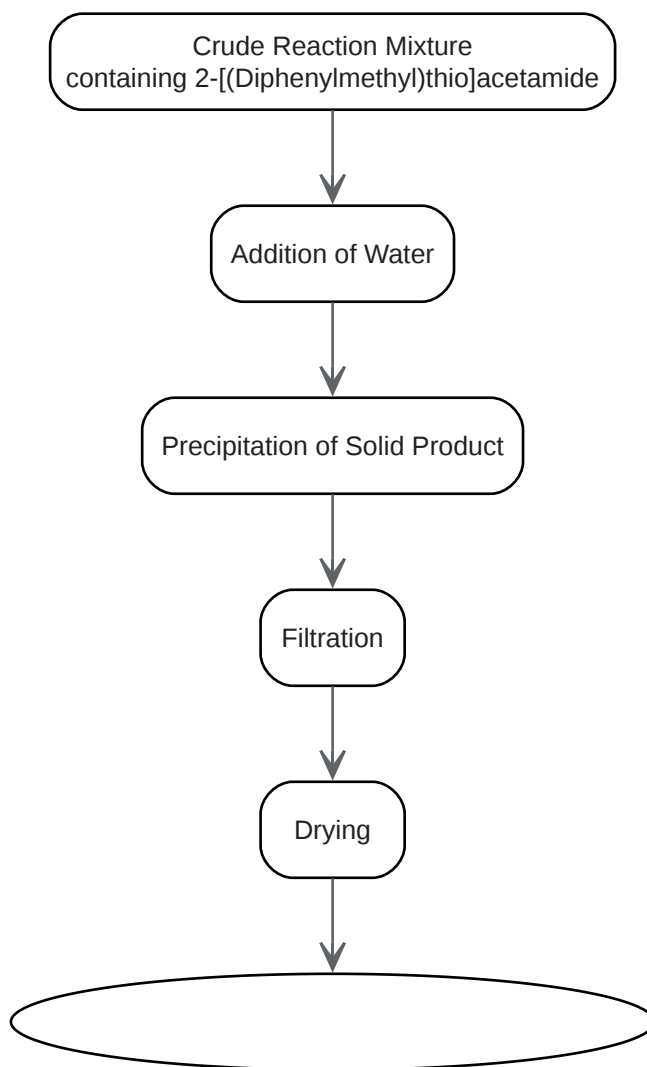 Crude Reaction Mixture
containing 2-[(Diphenylmethyl)thio]acetamide
Addition of Water
Precipitation of Solid Product
Filtration
Drying